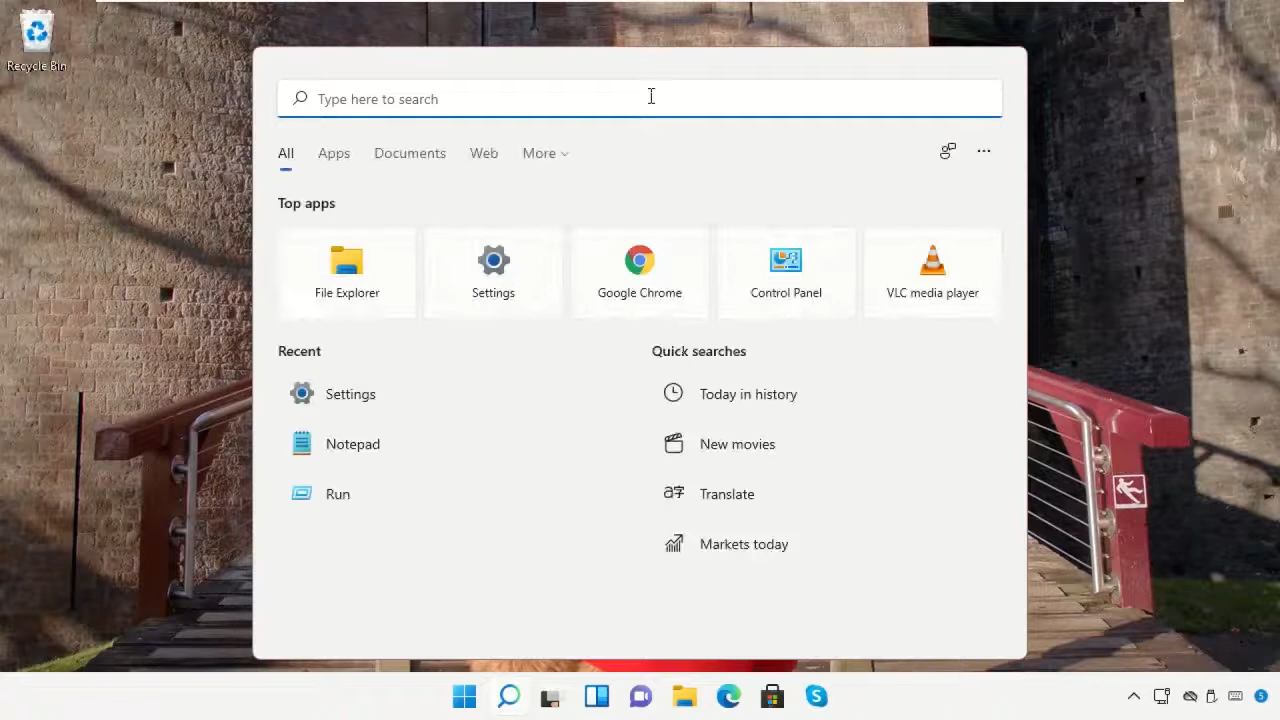 Recycle Bin
Type here to search
All Apps Documents Web More
Top apps
File Explorer Settings Google Chrome Control Panel VLC media player
Recent Quick searches
Settings Today in history
Notepad New movies
Run Translate
Markets today
5